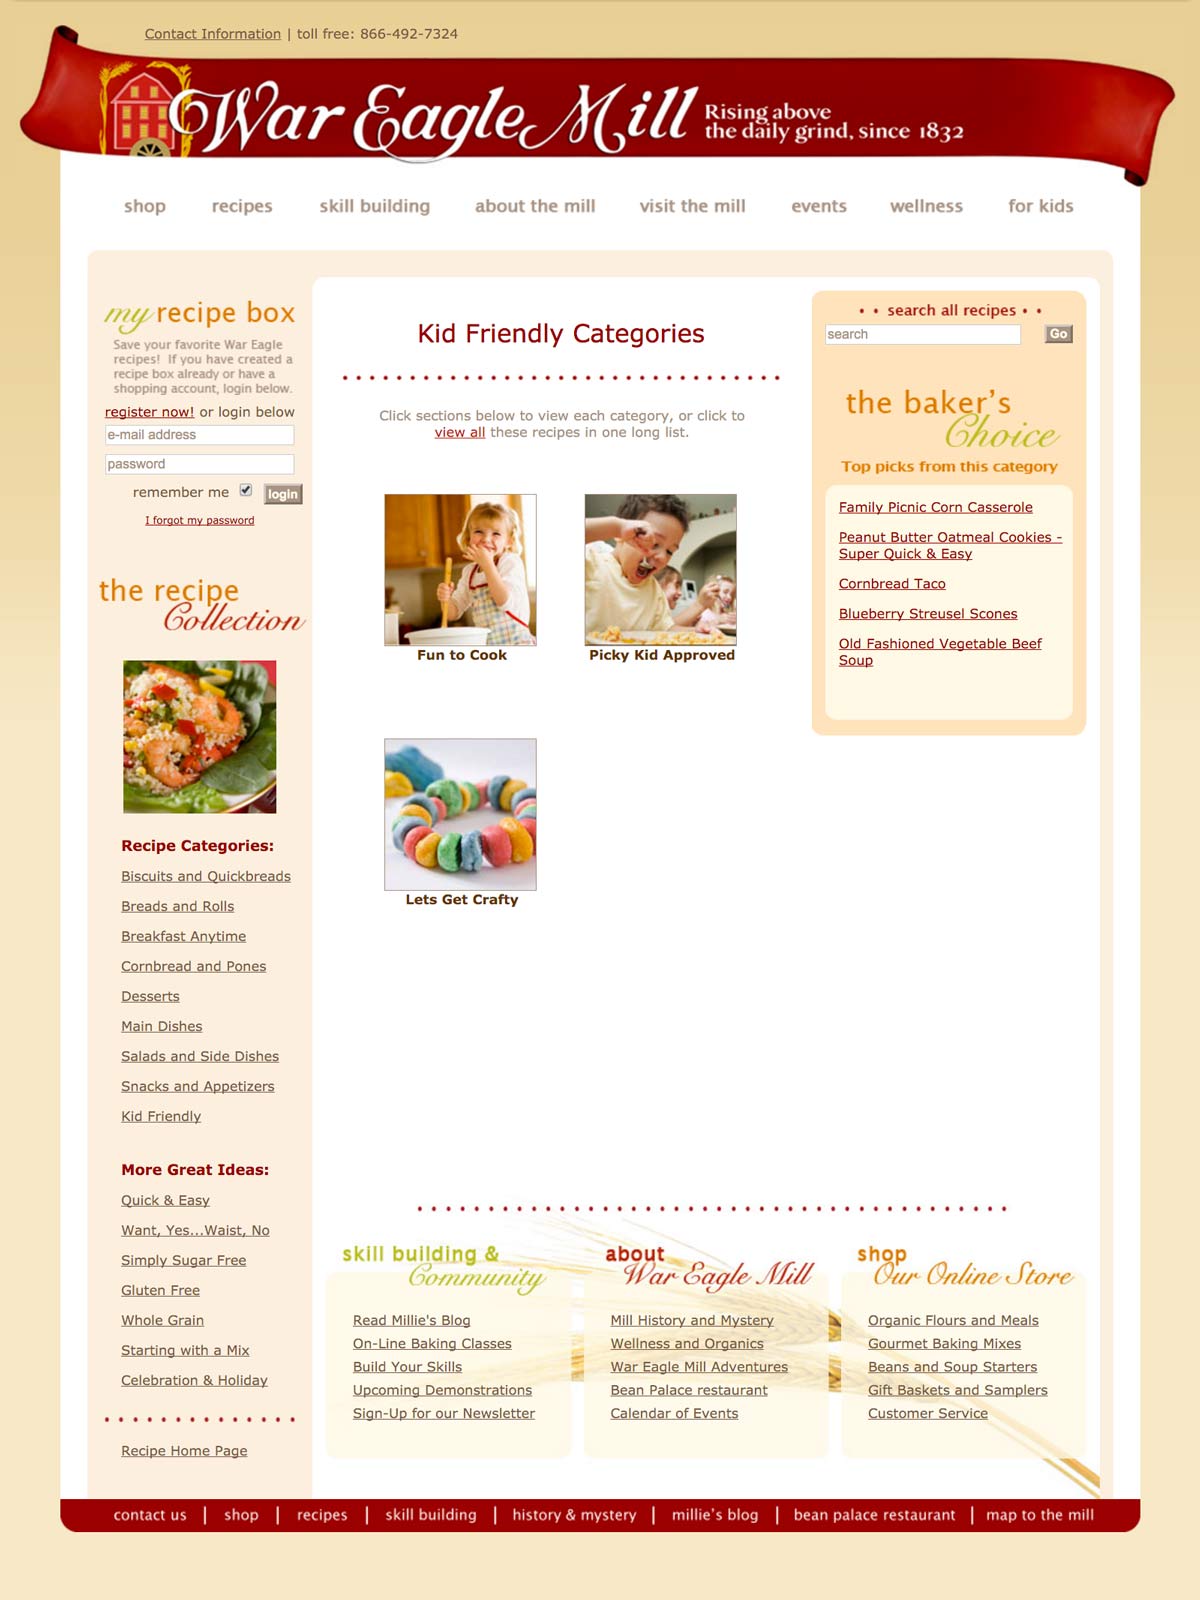 Contact Information | toll free: 866-492-7324
War Eagle Mill
Rising above
the daily grind, since 1832
shop recipes skill building about the mill visit the mill events wellness for kids
my recipe box
Save your favorite War Eagle
recipes! If you have created a
recipe box already or have a
shopping account, login below.
register now! or login below
e-mail address
password
remember me login
I forgot my password
the recipe
Collection
Recipe Categories:
Biscuits and Quickbreads
Breads and Rolls
Breakfast Anytime
Cornbread and Pones
Desserts
Main Dishes
Salads and Side Dishes
Snacks and Appetizers
Kid Friendly
More Great Ideas:
Quick & Easy
Want, Yes...Waist, No
Simply Sugar Free
Gluten Free
Whole Grain
Starting with a Mix
Celebration & Holiday
Recipe Home Page
Kid Friendly Categories
Click sections below to view each category, or click to
view all these recipes in one long list.
Fun to Cook
Picky Kid Approved
Lets Get Crafty
search all recipes
search Go
the baker's
Choice
Top picks from this category
Family Picnic Corn Casserole
Peanut Butter Oatmeal Cookies -
Super Quick & Easy
Cornbread Taco
Blueberry Streusel Scones
Old Fashioned Vegetable Beef
Soup
skill building &
Community
Read Millie's Blog
On-Line Baking Classes
Build Your Skills
Upcoming Demonstrations
Sign-Up for our Newsletter
about
War Eagle Mill
Mill History and Mystery
Wellness and Organics
War Eagle Mill Adventures
Bean Palace restaurant
Calendar of Events
shop
Our Online Store
Organic Flours and Meals
Gourmet Baking Mixes
Beans and Soup Starters
Gift Baskets and Samplers
Customer Service
contact us | shop | recipes | skill building | history & mystery | millie's blog | bean palace restaurant | map to the mill